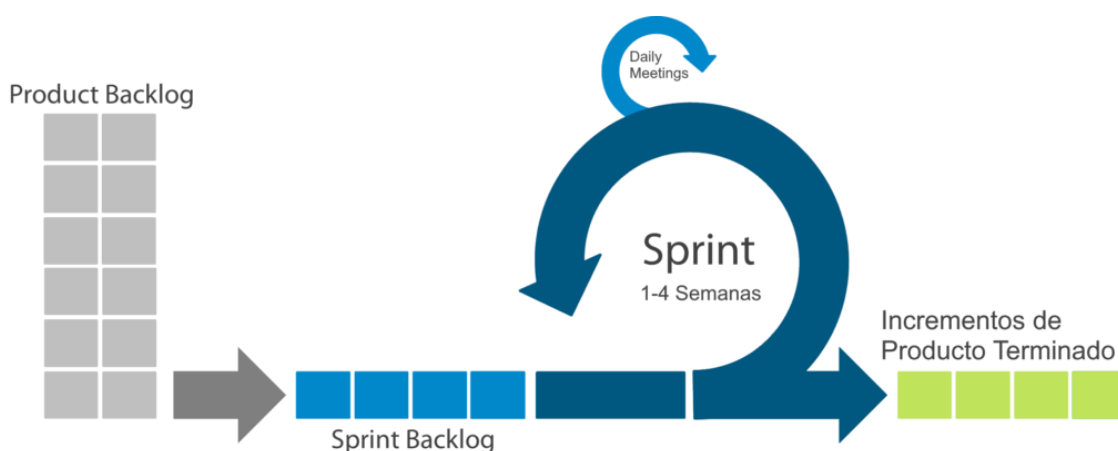 Daily
Meetings
Product Backlog
Sprint
1-4 Semanas
Incrementos de
Producto Terminado
Sprint Backlog